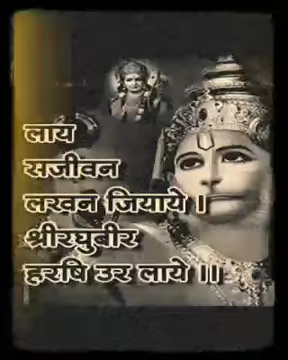 लाय
सजीवन
लखन जियाये ।
श्रीरघुबीर
हरषि उर लाये ।।